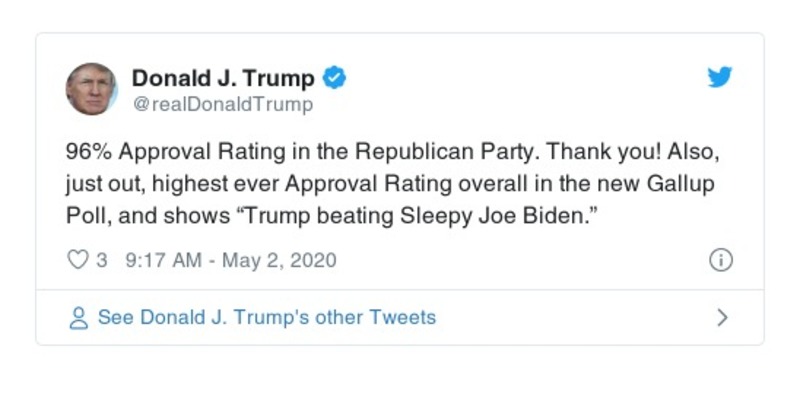 Donald J. Trump
@realDonaldTrump
96% Approval Rating in the Republican Party. Thank you! Also,
just out, highest ever Approval Rating overall in the new Gallup
Poll, and shows “Trump beating Sleepy Joe Biden.”
3 9:17 AM - May 2, 2020
See Donald J. Trump's other Tweets